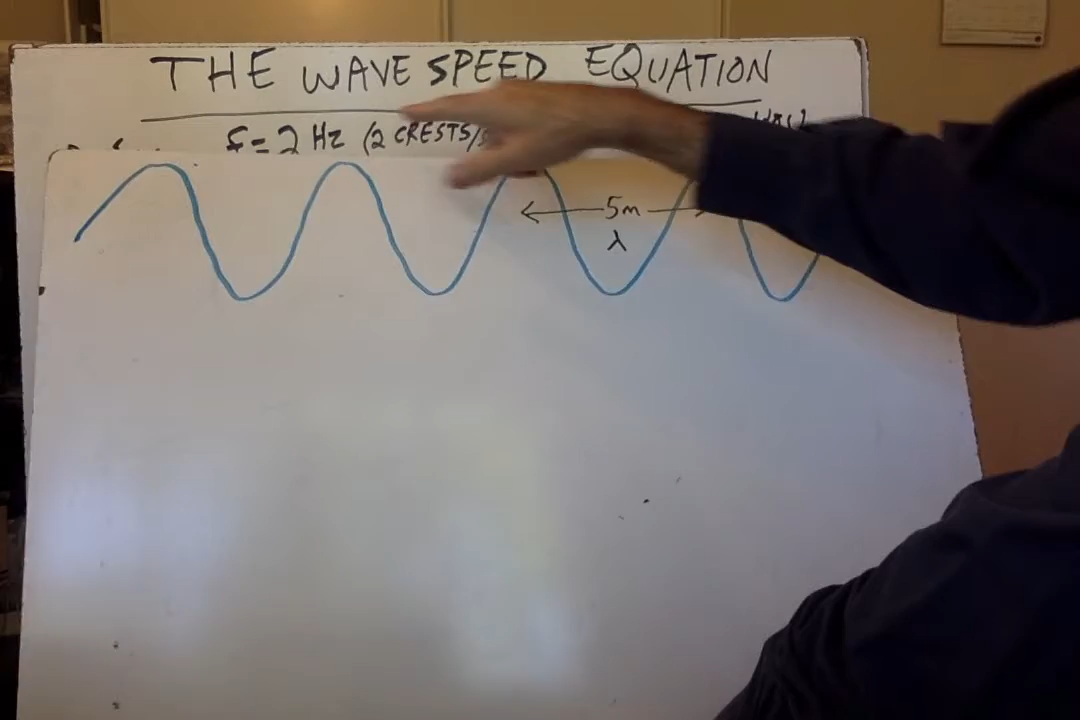 THE WAVE SPEED EQUATION
f = 2 Hz (2 CRESTS/s
5m
λ